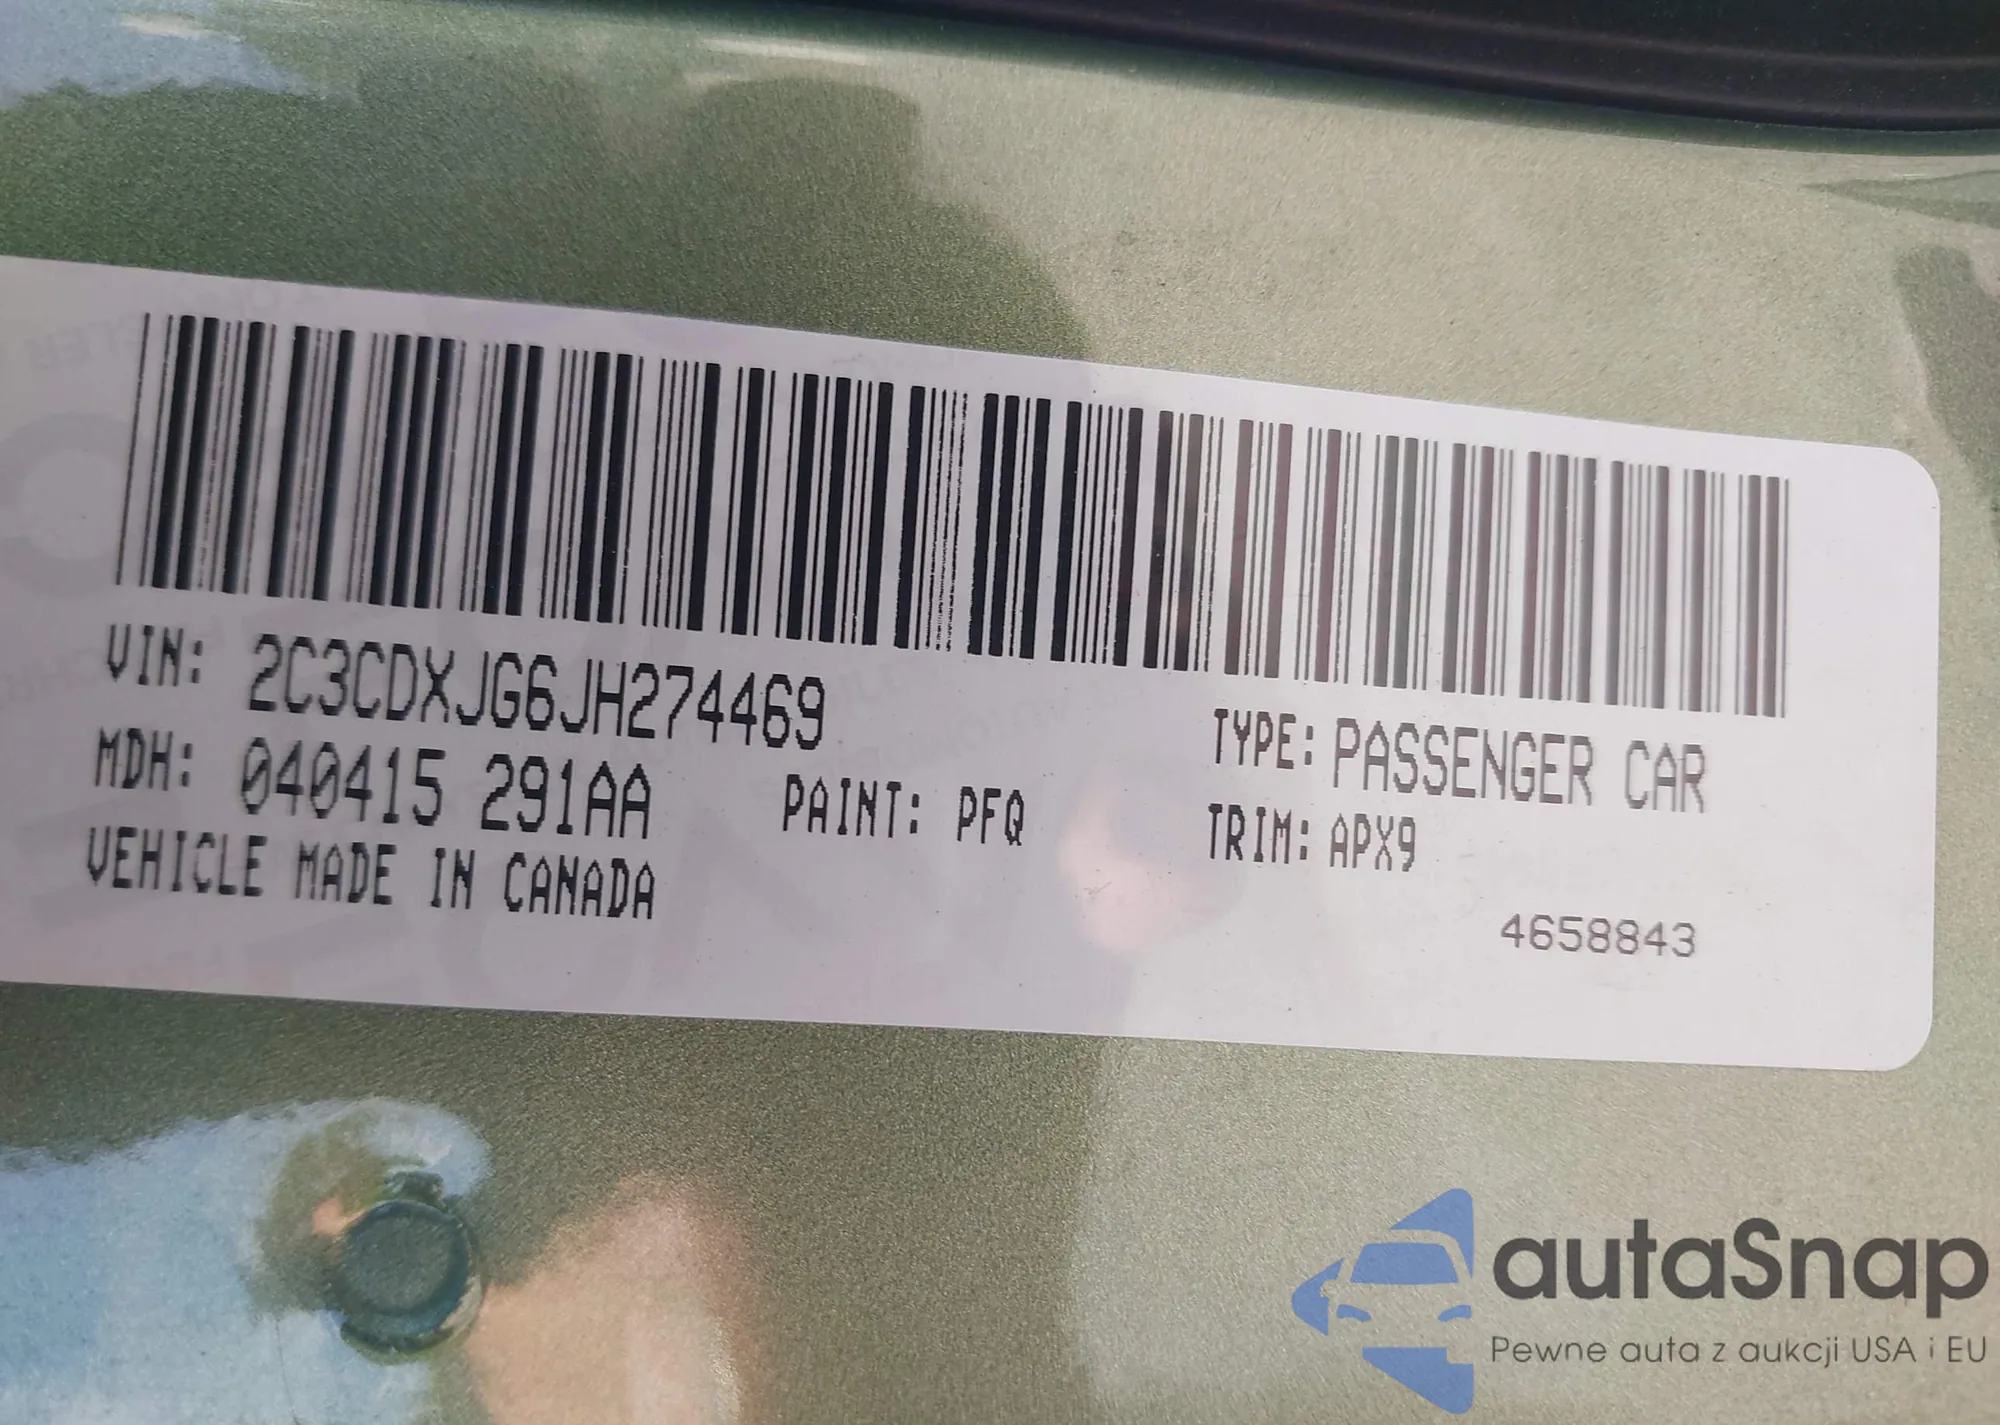 VIN: 2C3CDXJG6JH274469
MDH: 040415 291AA
PAINT: PFQ
VEHICLE MADE IN CANADA
TYPE: PASSENGER CAR
TRIM: APX9
4658843
autaSnap
Pewne auta z aukcji USA i EU